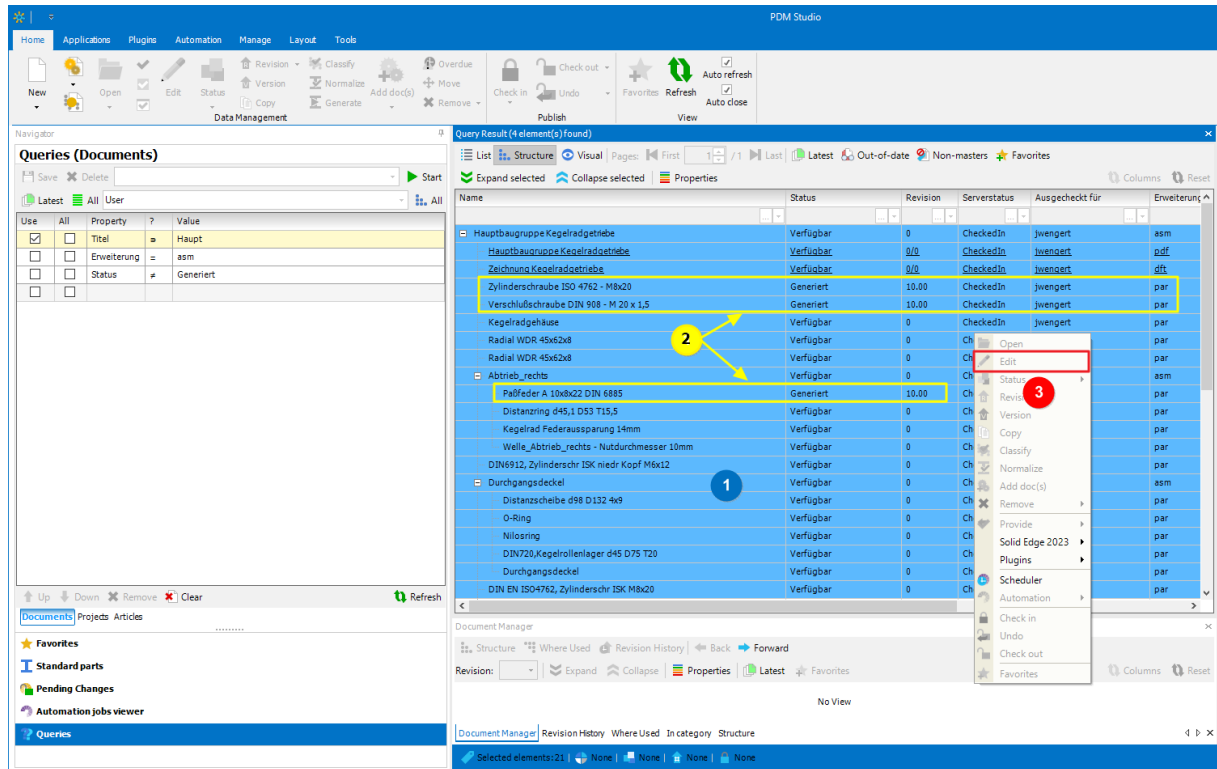 PDM Studio
Home Applications Plugins Automation Manage Layout Tools
New Open Edit Status Revision Version Copy Classify Normalize Generate Add doc(s) Overdue Move Remove Check in Check out Undo Favorites Refresh Auto refresh Auto close
Data Management Publish View
Navigator
Queries (Documents)
Save Delete Start
Latest All User All
Use All Property ? Value
Titel = Haupt
Erweiterung = asm
Status ≠ Generiert
Up Down Remove Clear Refresh
Documents Projects Articles
Favorites
Standard parts
Pending Changes
Automation jobs viewer
Queries
Query Result (4 element(s) found)
List Structure Visual Pages: First 1 / 1 Last Latest Out-of-date Non-masters Favorites
Expand selected Collapse selected Properties Columns Reset
Name Status Revision Serverstatus Ausgecheckt für Erweiterung
Hauptbaugruppe Kegelradgetriebe Verfügbar 0 CheckedIn jwengert asm
Hauptbaugruppe Kegelradgetriebe Verfügbar 0/0 CheckedIn jwengert pdf
Zeichnung Kegelradgetriebe Verfügbar 0/0 CheckedIn jwengert dft
Zylinderschraube ISO 4762 - M8x20 Generiert 10.00 CheckedIn jwengert par
Verschlußschraube DIN 908 - M 20 x 1,5 Generiert 10.00 CheckedIn jwengert par
Kegelradgehäuse Verfügbar 0 CheckedIn jwengert par
2
Radial WDR 45x62x8 Verfügbar 0 Ch par
Radial WDR 45x62x8 Verfügbar 0 Ch par
Abtrieb_rechts Verfügbar 0 Ch asm
Paßfeder A 10x8x22 DIN 6885 Generiert 10.00 Ch par
Distanzring d45,1 D53 T15,5 Verfügbar 0 Ch par
Kegelrad Federaussparung 14mm Verfügbar 0 Ch par
Welle_Abtrieb_rechts - Nutdurchmesser 10mm Verfügbar 0 Ch par
DIN6912, Zylinderschr ISK niedr Kopf M6x12 Verfügbar 0 Ch par
1
Durchgangsdeckel Verfügbar 0 Ch asm
Distanzscheibe d98 D132 4x9 Verfügbar 0 Ch par
O-Ring Verfügbar 0 Ch par
Nilosring Verfügbar 0 Ch par
DIN720,Kegelrollenlager d45 D75 T20 Verfügbar 0 Ch par
Durchgangsdeckel Verfügbar 0 Ch par
DIN EN ISO4762, Zylinderschr ISK M8x20 Verfügbar 0 Ch par
Open
Edit
Status
3
Version
Copy
Classify
Normalize
Add doc(s)
Remove
Provide
Solid Edge 2023
Plugins
Scheduler
Automation
Check in
Undo
Check out
Favorites
Document Manager
Structure Where Used Revision History Back Forward
Revision: Expand Collapse Properties Latest Favorites Columns Reset
No View
Document Manager Revision History Where Used In category Structure
Selected elements:21 | None | None | None | None